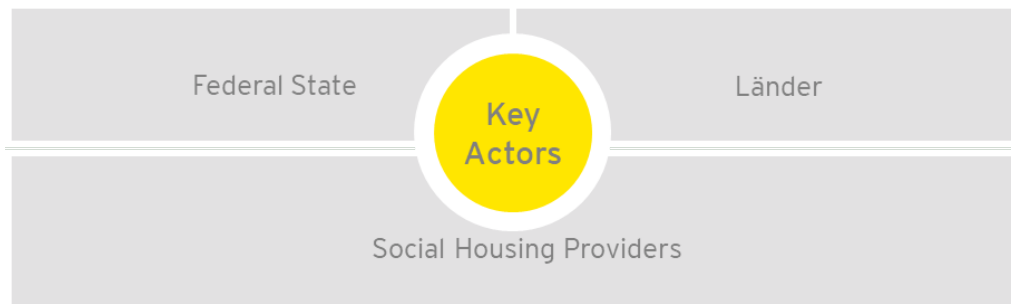 Federal State
Länder
Key
Actors
Social Housing Providers